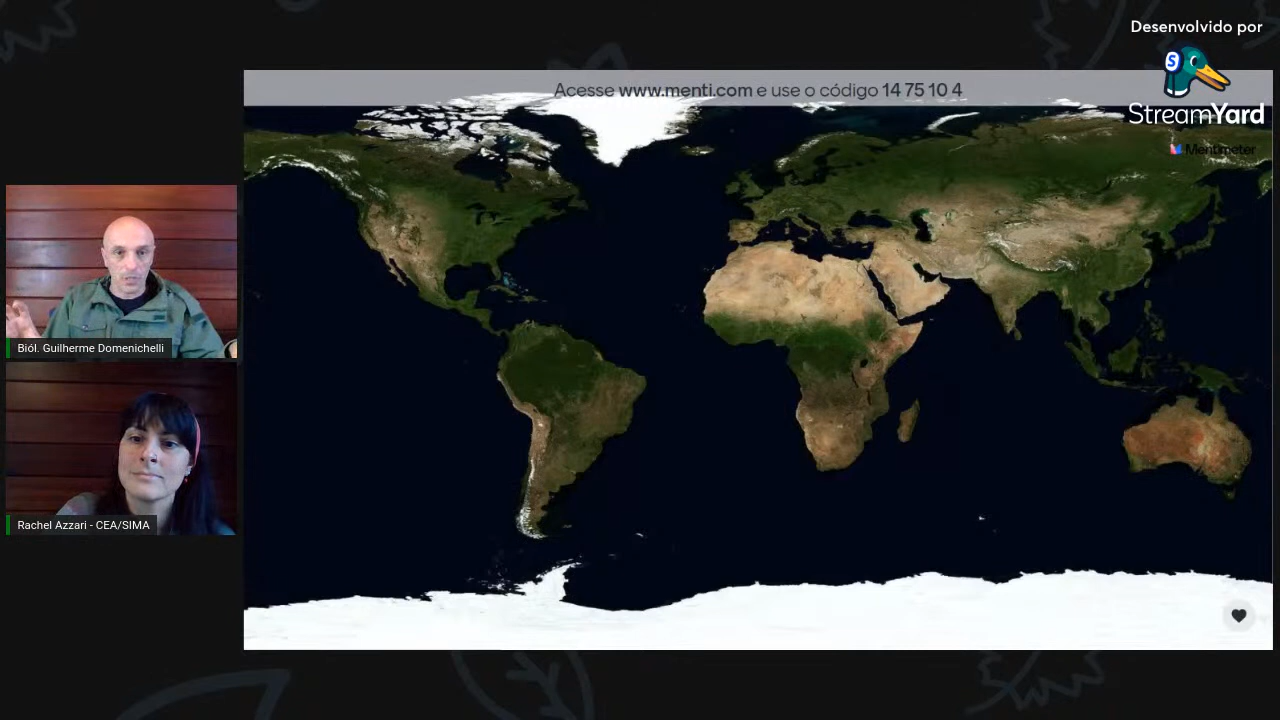 Desenvolvido por
S
StreamYard
Acesse www.menti.com e use o código 14 75 10 4
Mentimeter
Biól. Guilherme Domenichelli
Rachel Azzari - CEA/SIMA